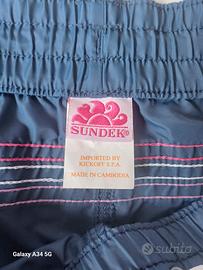 SUNDEK®
IMPORTED BY
KICKOFF S.P.A.
MADE IN CAMBODIA
Galaxy A34 5G
subito